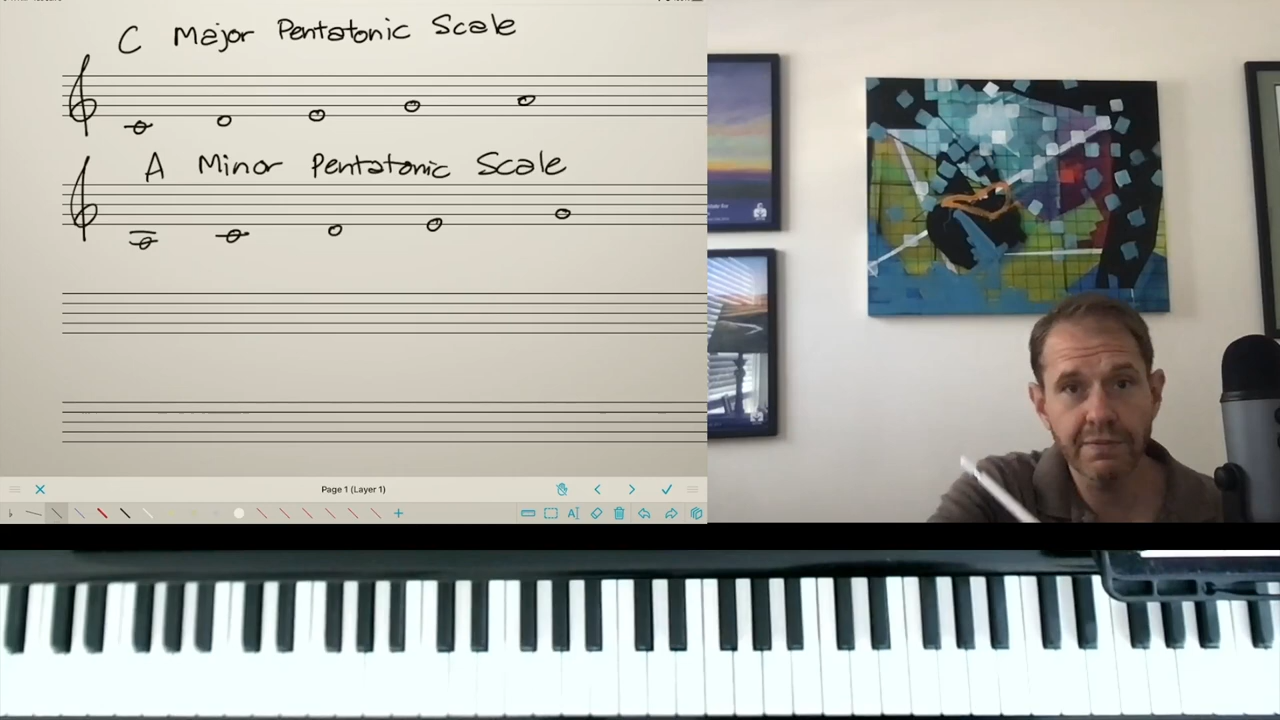 C Major Pentatonic Scale
A Minor Pentatonic Scale
Page 1 (Layer 1)